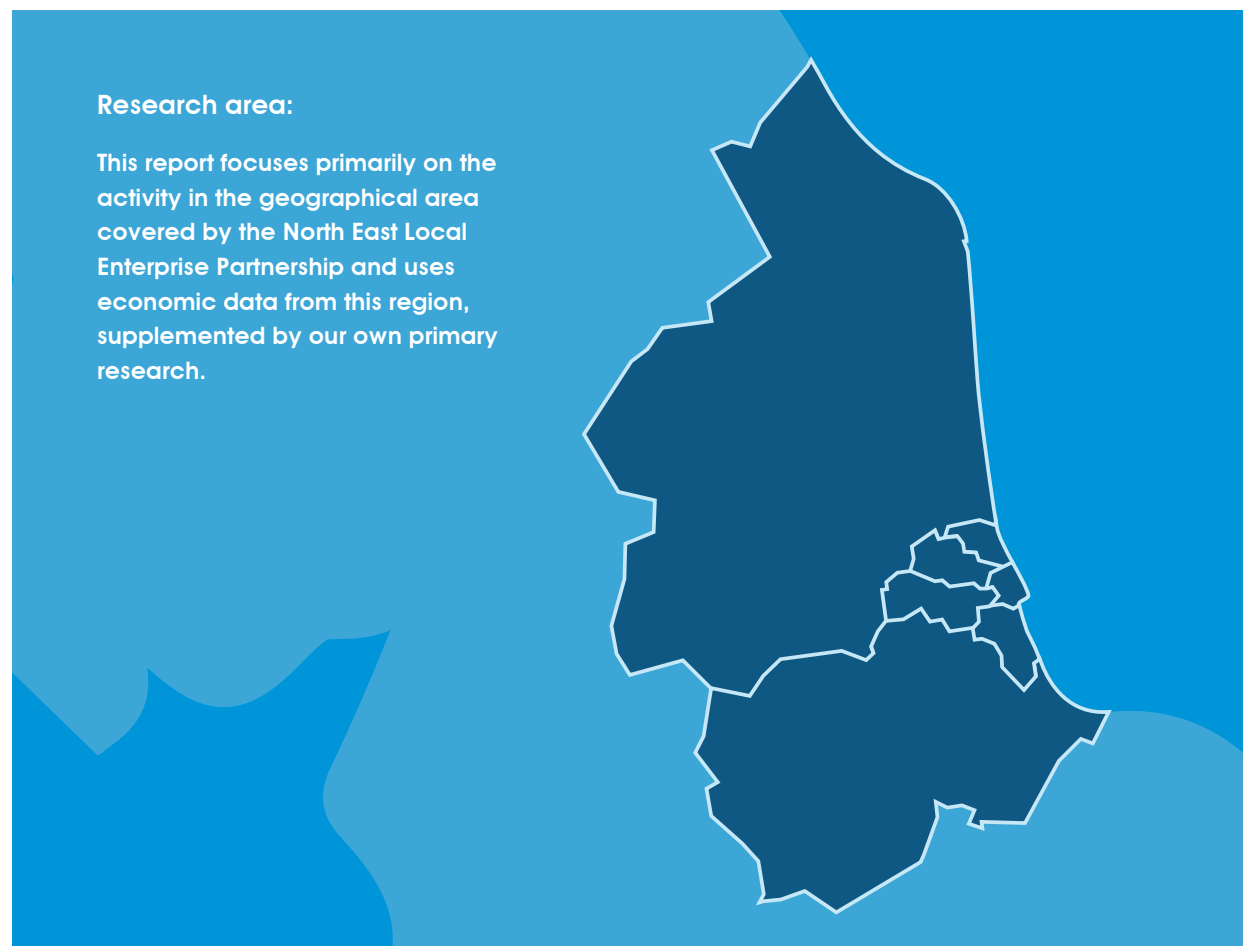 Research area:
This report focuses primarily on the
activity in the geographical area
covered by the North East Local
Enterprise Partnership and uses
economic data from this region,
supplemented by our own primary
research.